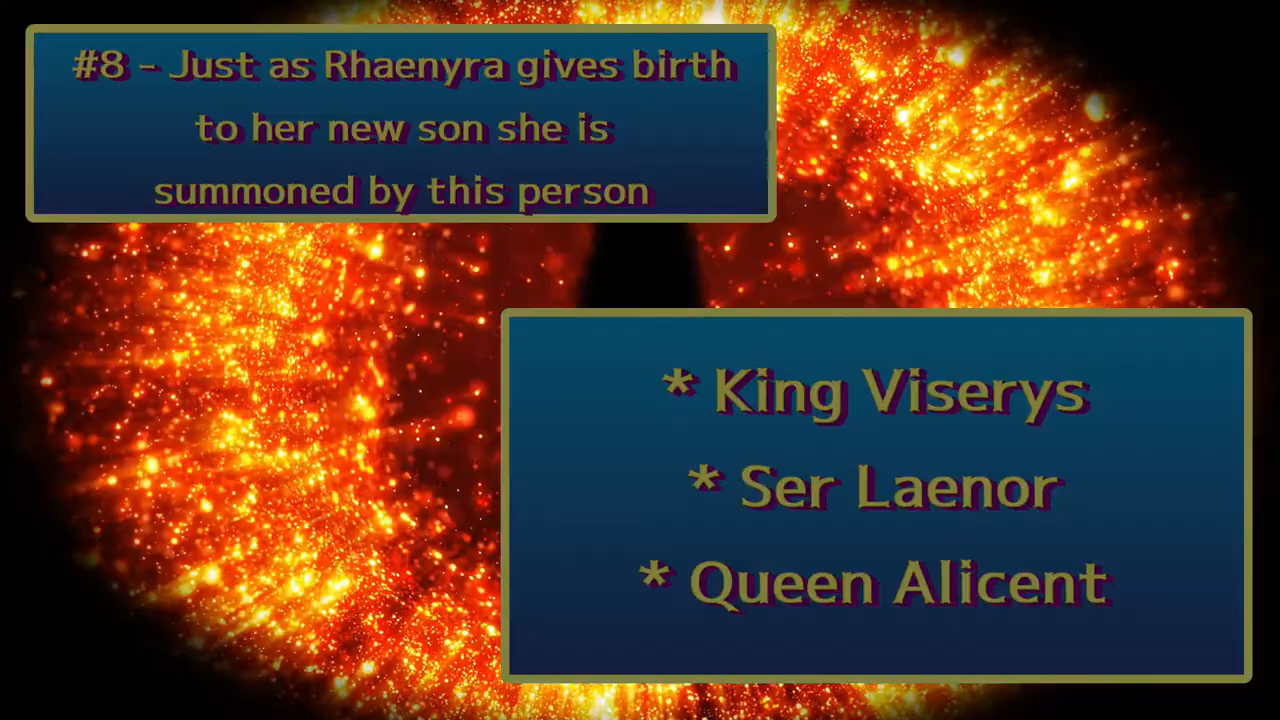 #8 - Just as Rhaenyra gives birth
to her new son she is
summoned by this person
* King Viserys
* Ser Laenor
* Queen Alicent